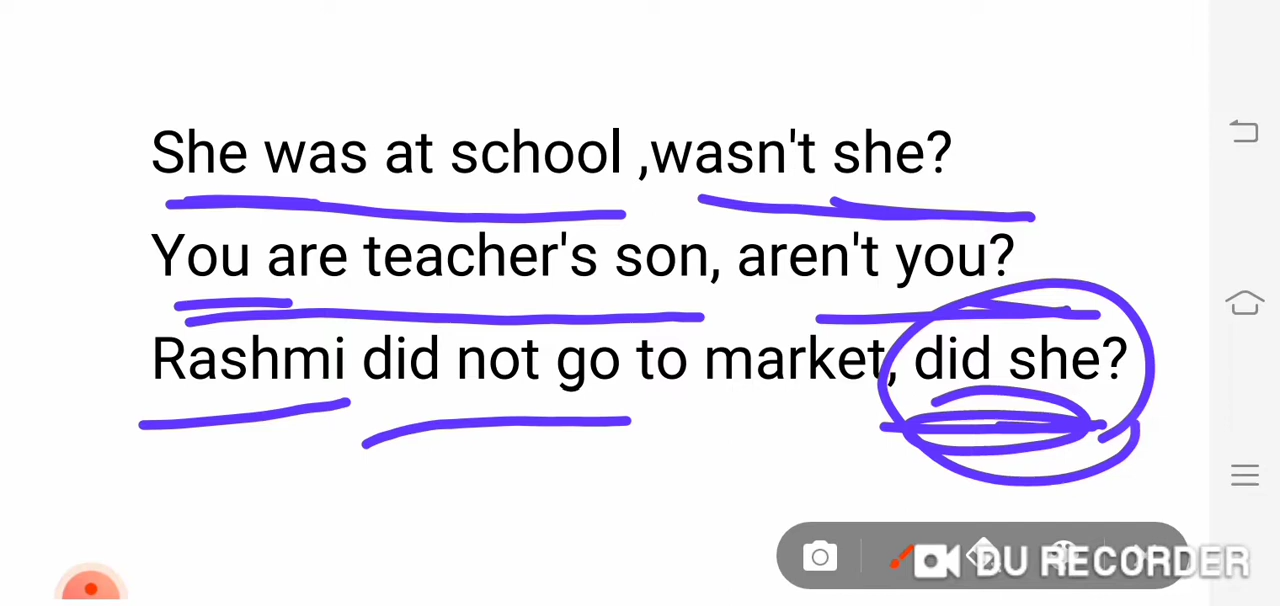 She was at school ,wasn't she?
You are teacher's son, aren't you?
Rashmi did not go to market, did she?
DU RECORDER